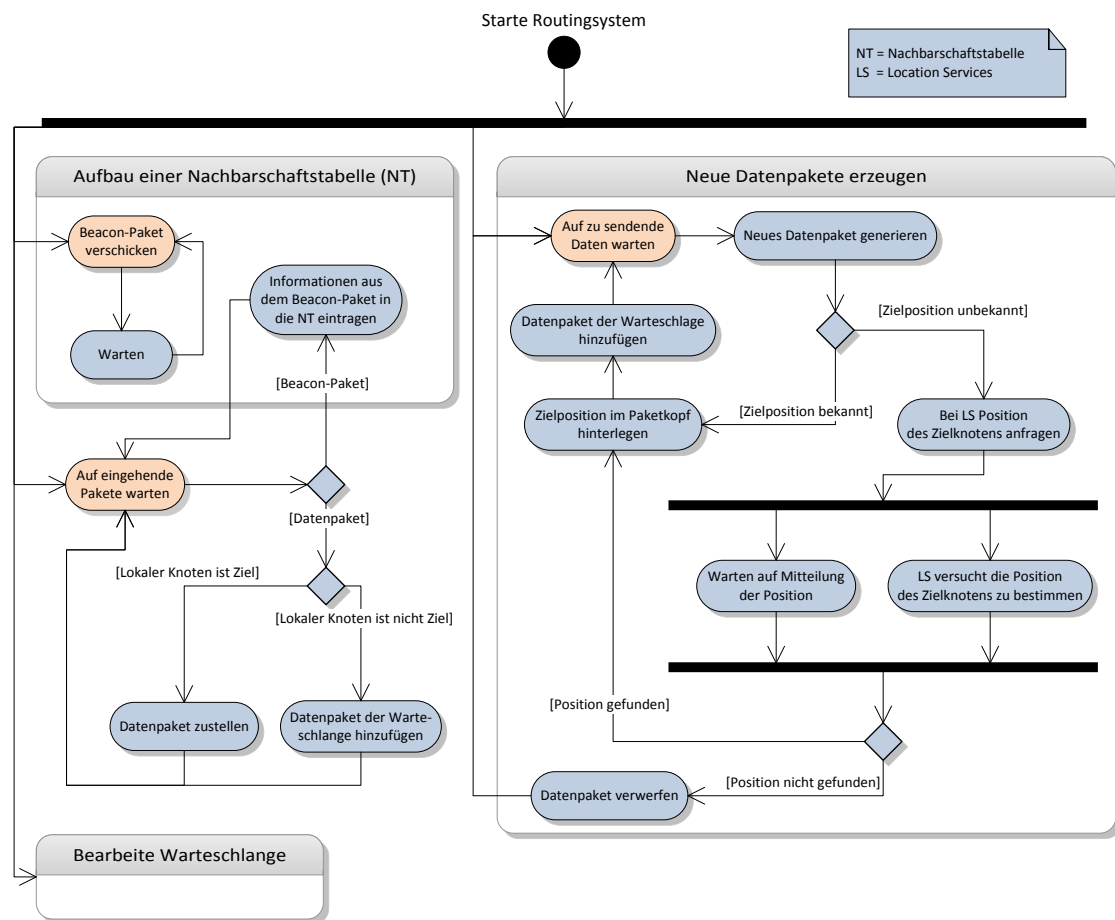 Starte Routingsystem
NT = Nachbarschaftstabelle
LS = Location Services
Aufbau einer Nachbarschaftstabelle (NT)
Beacon-Paket
verschicken
Warten
Informationen aus
dem Beacon-Paket in
die NT eintragen
[Beacon-Paket]
Auf eingehende
Pakete warten
[Datenpaket]
[Lokaler Knoten ist Ziel]
[Lokaler Knoten ist nicht Ziel]
Datenpaket zustellen
Datenpaket der Warte-
schlange hinzufügen
Bearbeite Warteschlange
Neue Datenpakete erzeugen
Auf zu sendende
Daten warten
Neues Datenpaket generieren
Datenpaket der Warteschlage
hinzufügen
[Zielposition unbekannt]
[Zielposition bekannt]
Zielposition im Paketkopf
hinterlegen
Bei LS Position
des Zielknotens anfragen
Warten auf Mitteilung
der Position
LS versucht die Position
des Zielknotens zu bestimmen
[Position gefunden]
[Position nicht gefunden]
Datenpaket verwerfen